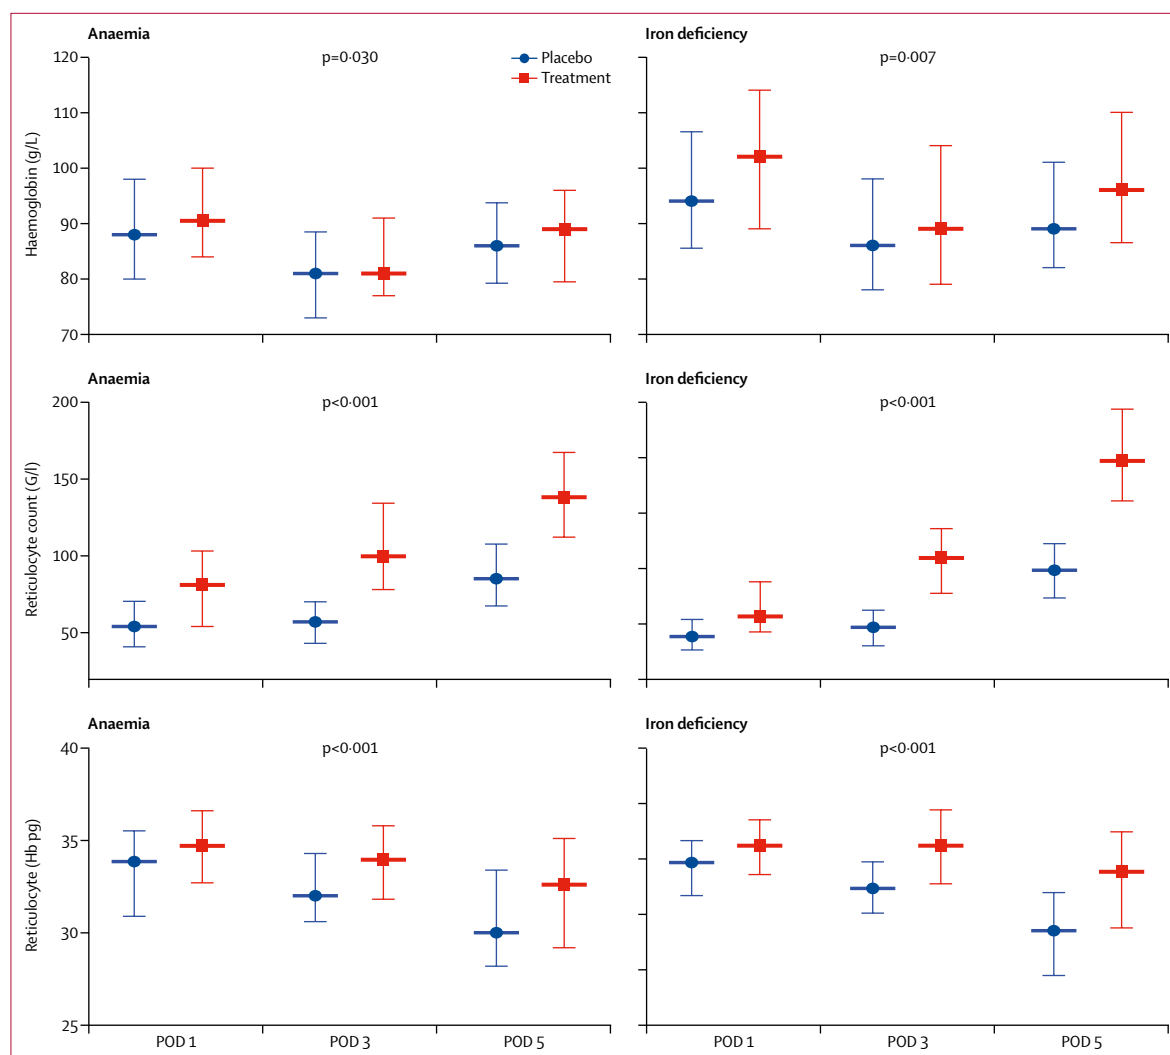 Anaemia
Iron deficiency
p=0·030
p=0·007
Placebo
Treatment
Haemoglobin (g/L)
120
110
100
90
80
70
Anaemia
Iron deficiency
p<0·001
p<0·001
Reticulocyte count (G/l)
200
150
100
50
Anaemia
Iron deficiency
p<0·001
p<0·001
Reticulocyte (Hb pg)
40
35
30
25
POD 1
POD 3
POD 5
POD 1
POD 3
POD 5